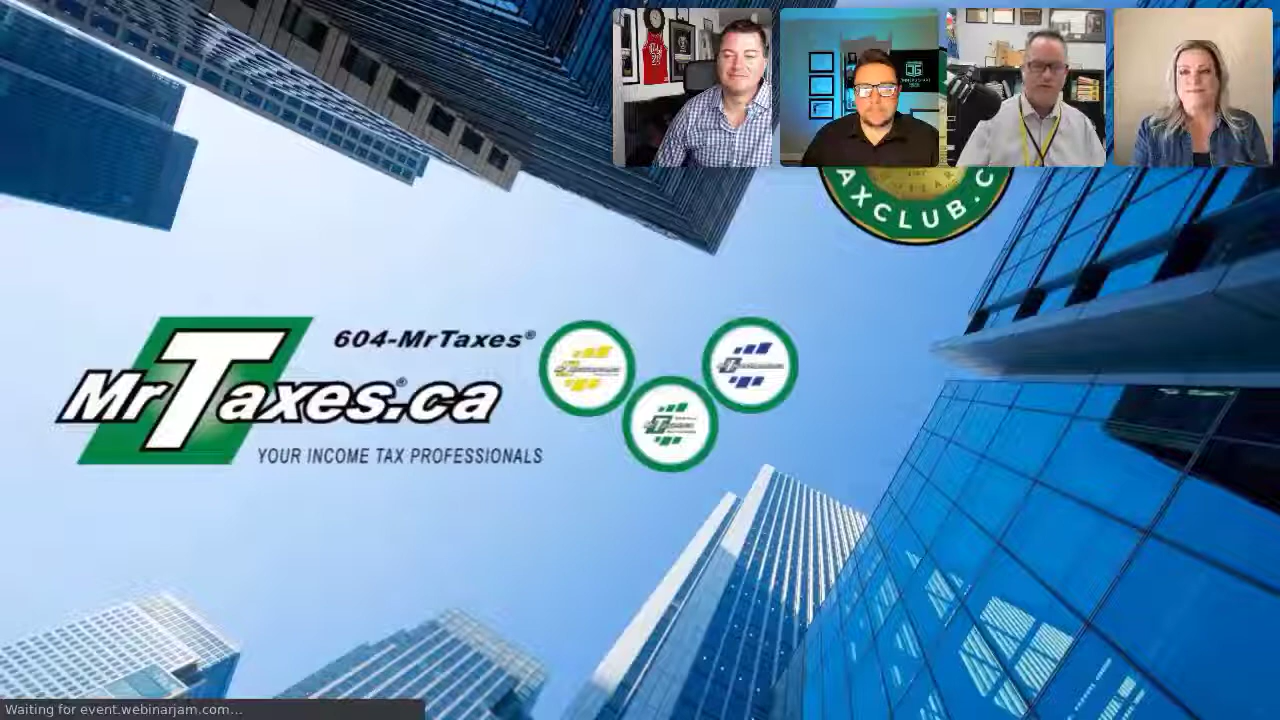 AXCLUB.C
604-MrTaxes®
MrTaxes.ca®
YOUR INCOME TAX PROFESSIONALS
Waiting for event.webinarjam.com...